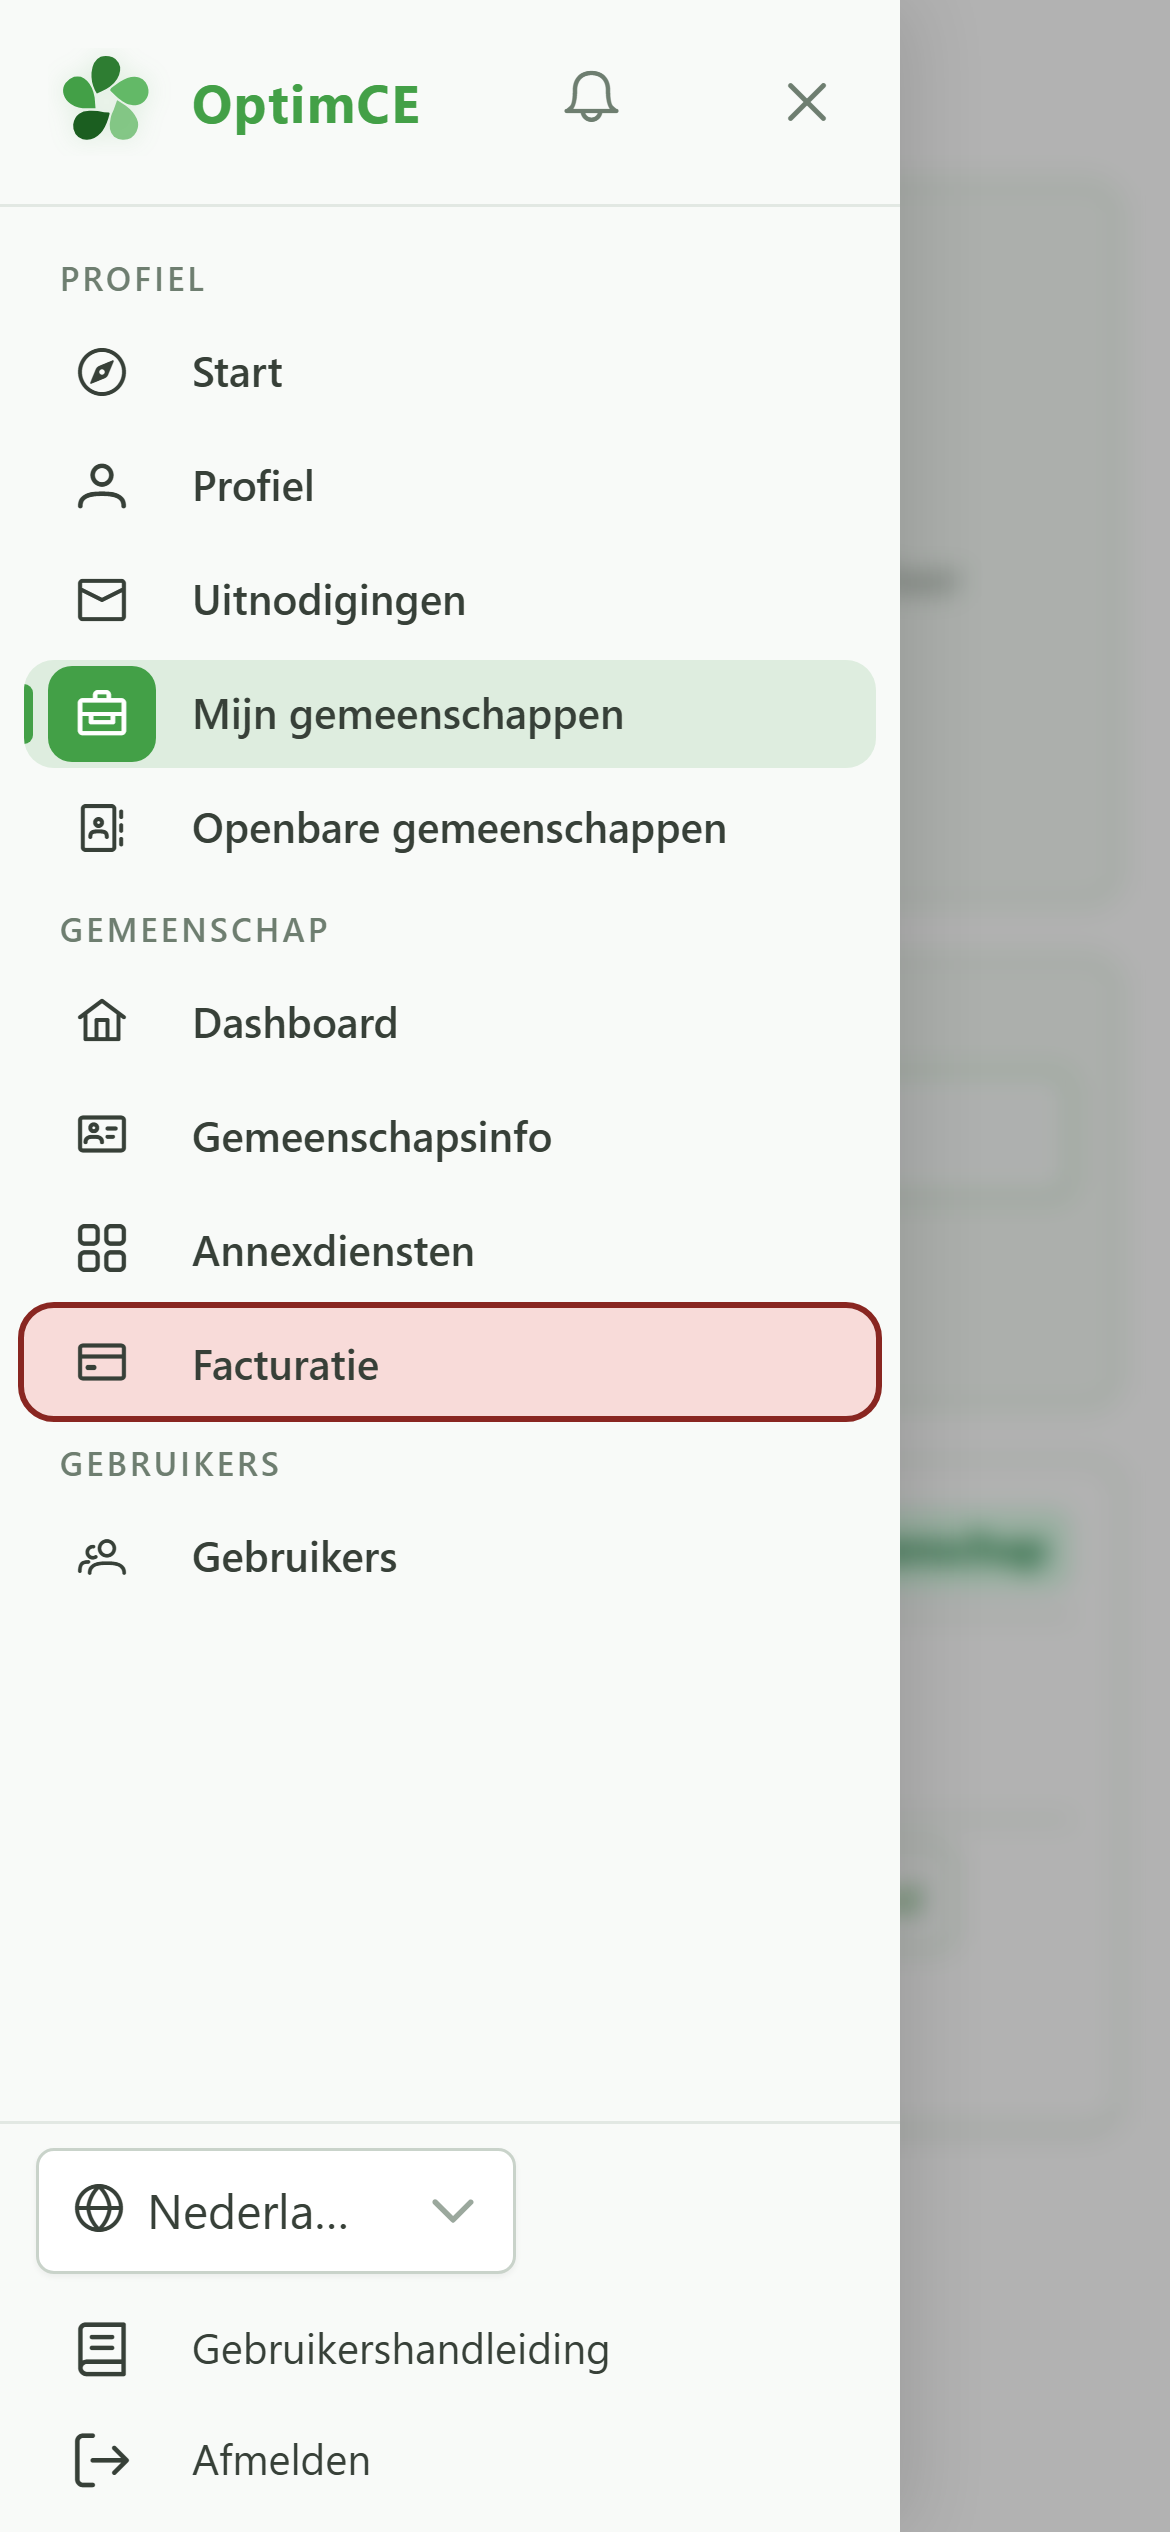 OptimCE
PROFIEL
Start
Profiel
Uitnodigingen
Mijn gemeenschappen
Openbare gemeenschappen
GEMEENSCHAP
Dashboard
Gemeenschapsinfo
Annexdiensten
Facturatie
GEBRUIKERS
Gebruikers
Nederla...
Gebruikershandleiding
Afmelden